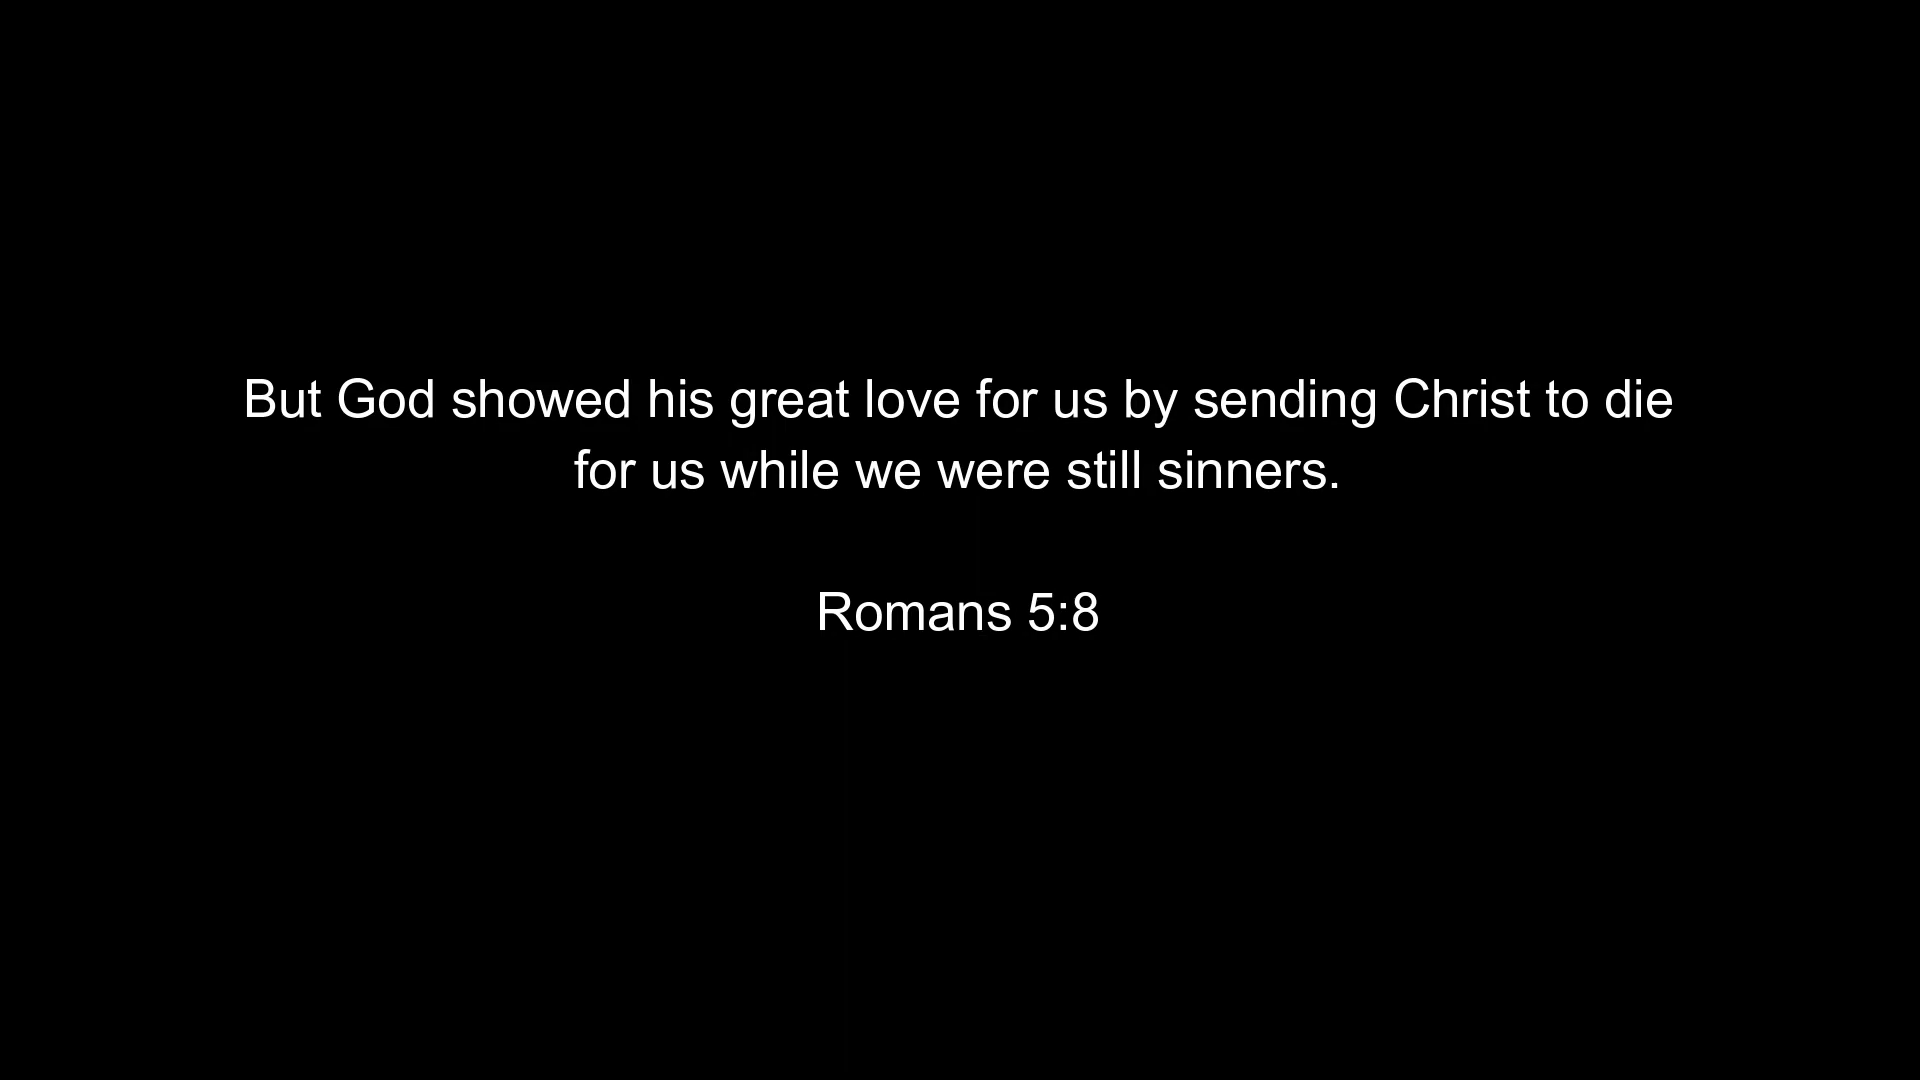 But God showed his great love for us by sending Christ to die
for us while we were still sinners.
Romans 5:8